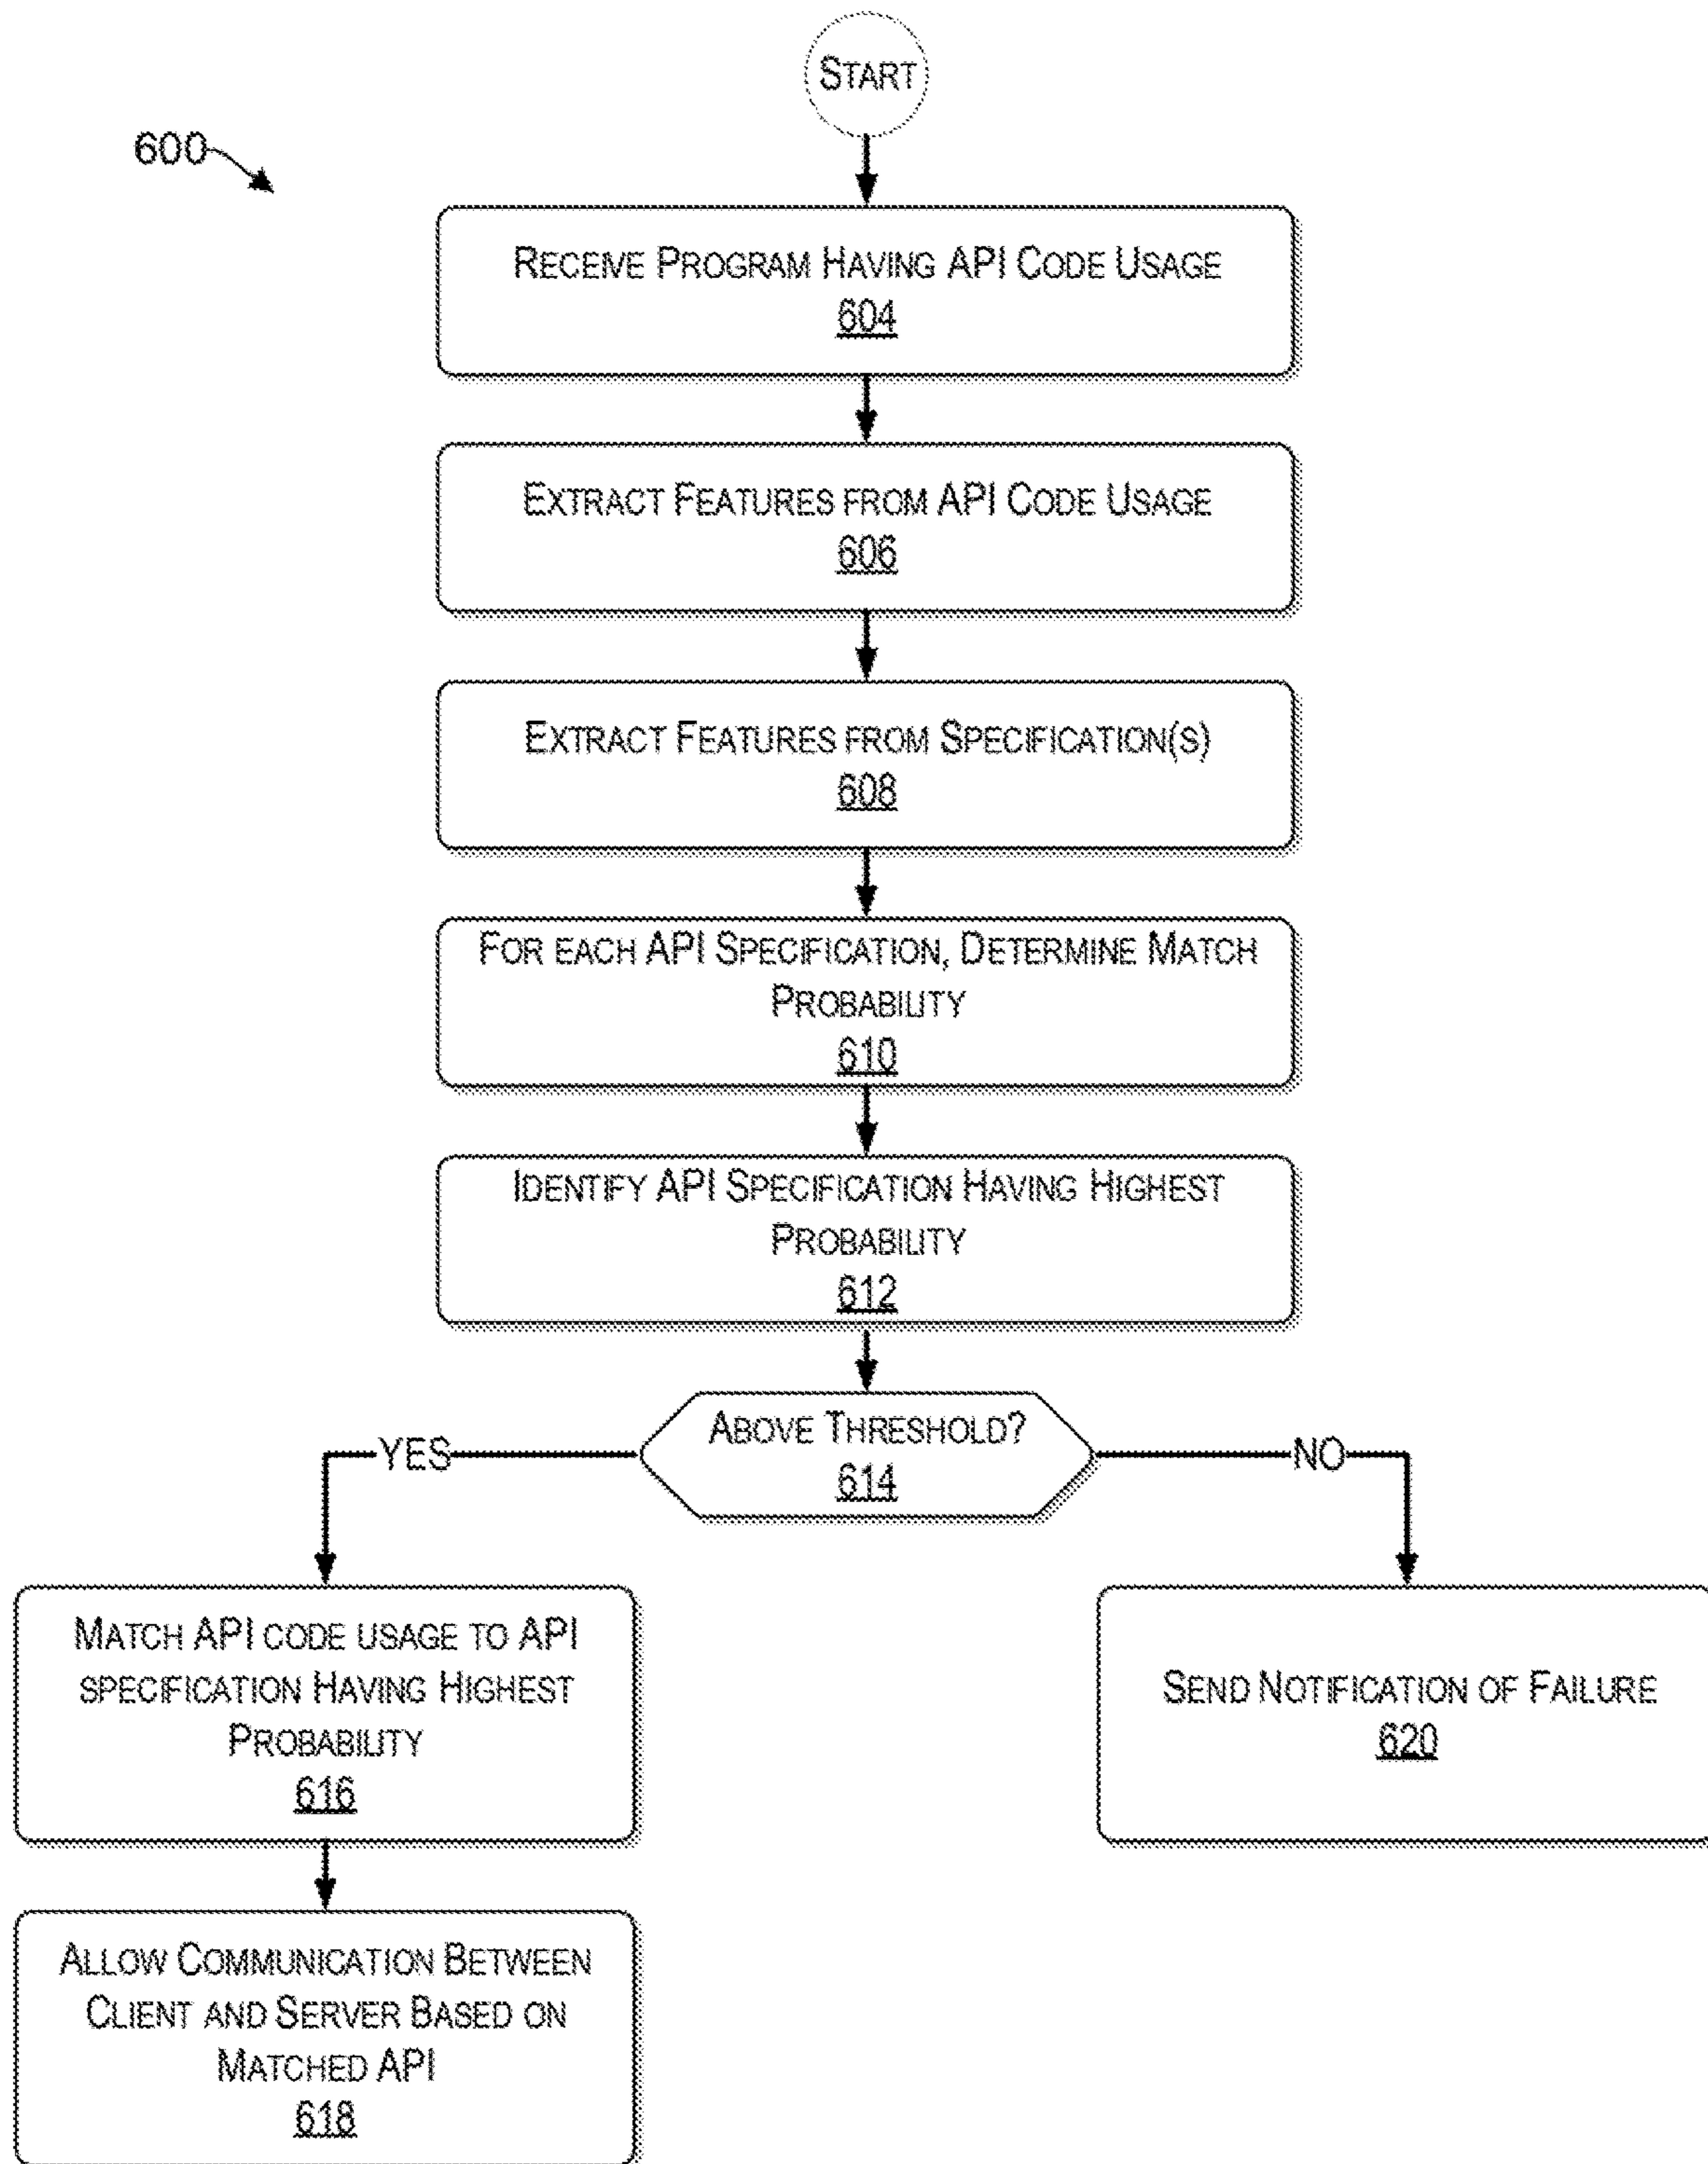 START
600
RECEIVE PROGRAM HAVING API CODE USAGE
604
EXTRACT FEATURES FROM API CODE USAGE
606
EXTRACT FEATURES FROM SPECIFICATION(S)
608
FOR EACH API SPECIFICATION, DETERMINE MATCH
PROBABILITY
610
IDENTIFY API SPECIFICATION HAVING HIGHEST
PROBABILITY
612
ABOVE THRESHOLD?
614
YES
NO
MATCH API CODE USAGE TO API
SPECIFICATION HAVING HIGHEST
PROBABILITY
616
SEND NOTIFICATION OF FAILURE
620
ALLOW COMMUNICATION BETWEEN
CLIENT AND SERVER BASED ON
MATCHED API
618